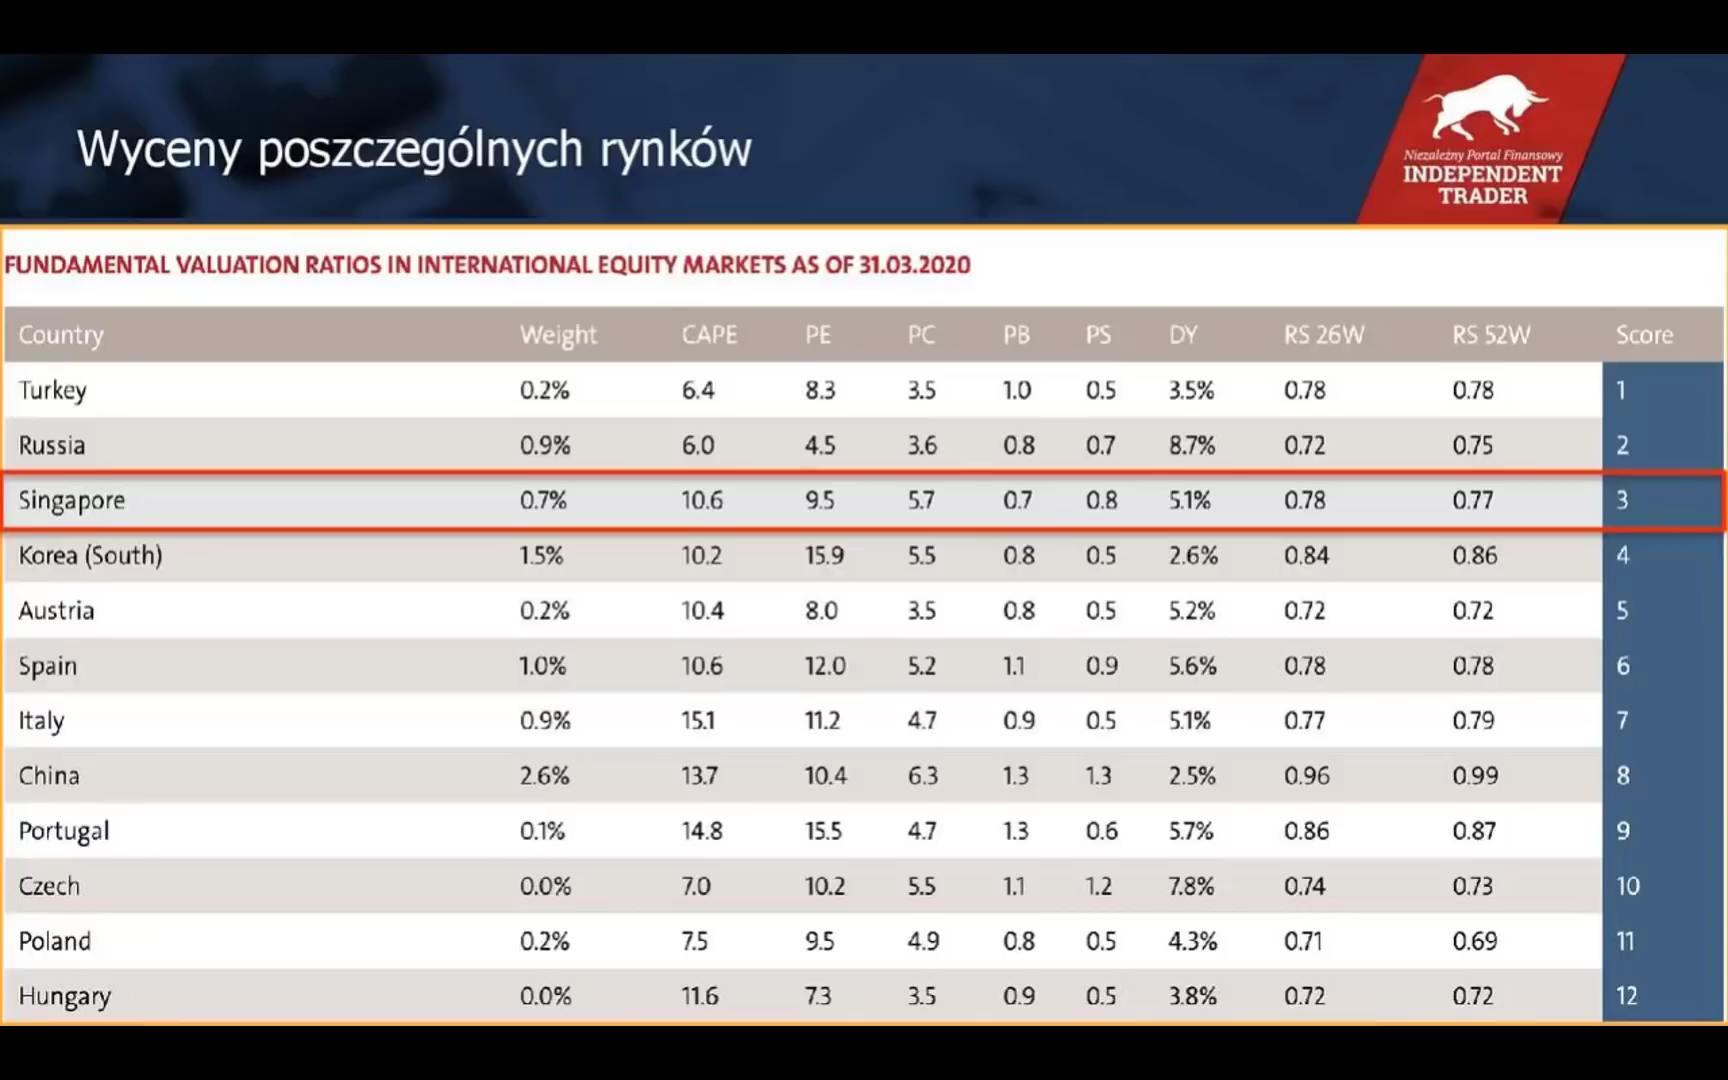 Wyceny poszczególnych rynków
Niezależny Portal Finansowy
INDEPENDENT
TRADER
FUNDAMENTAL VALUATION RATIOS IN INTERNATIONAL EQUITY MARKETS AS OF 31.03.2020
Country Weight CAPE PE PC PB PS DY RS 26W RS 52W Score
Turkey 0.2% 6.4 8.3 3.5 1.0 0.5 3.5% 0.78 0.78 1
Russia 0.9% 6.0 4.5 3.6 0.8 0.7 8.7% 0.72 0.75 2
Singapore 0.7% 10.6 9.5 5.7 0.7 0.8 5.1% 0.78 0.77 3
Korea (South) 1.5% 10.2 15.9 5.5 0.8 0.5 2.6% 0.84 0.86 4
Austria 0.2% 10.4 8.0 3.5 0.8 0.5 5.2% 0.72 0.72 5
Spain 1.0% 10.6 12.0 5.2 1.1 0.9 5.6% 0.78 0.78 6
Italy 0.9% 15.1 11.2 4.7 0.9 0.5 5.1% 0.77 0.79 7
China 2.6% 13.7 10.4 6.3 1.3 1.3 2.5% 0.96 0.99 8
Portugal 0.1% 14.8 15.5 4.7 1.3 0.6 5.7% 0.86 0.87 9
Czech 0.0% 7.0 10.2 5.5 1.1 1.2 7.8% 0.74 0.73 10
Poland 0.2% 7.5 9.5 4.9 0.8 0.5 4.3% 0.71 0.69 11
Hungary 0.0% 11.6 7.3 3.5 0.9 0.5 3.8% 0.72 0.72 12